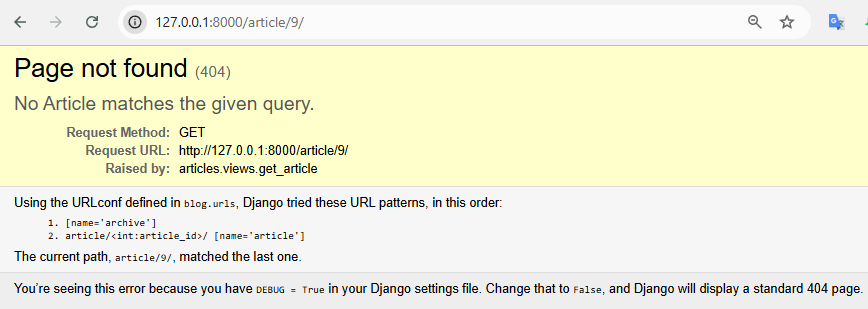 127.0.0.1:8000/article/9/
Page not found (404)
No Article matches the given query.
Request Method: GET
Request URL: http://127.0.0.1:8000/article/9/
Raised by: articles.views.get_article
Using the URLconf defined in blog.urls, Django tried these URL patterns, in this order:
1. [name='archive']
2. article/<int:article_id>/ [name='article']
The current path, article/9/, matched the last one.
You’re seeing this error because you have DEBUG = True in your Django settings file. Change that to False, and Django will display a standard 404 page.